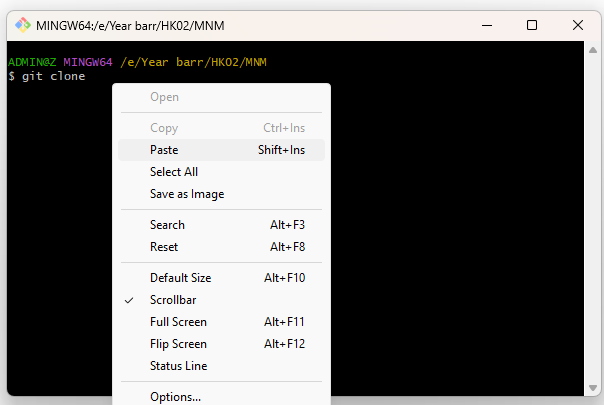 MINGW64:/e/Year barr/HK02/MNM
ADMIN@Z MINGW64 /e/Year barr/HK02/MNM
$ git clone
Open
Copy Ctrl+Ins
Paste Shift+Ins
Select All
Save as Image
Search Alt+F3
Reset Alt+F8
Default Size Alt+F10
Scrollbar
Full Screen Alt+F11
Flip Screen Alt+F12
Status Line
Options...